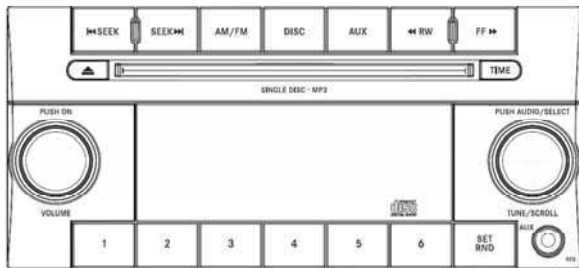 SEEK SEEK AM/FM DISC AUX RW FF
TIME
SINGLE DISC · MP3
PUSH ON PUSH AUDIO/SELECT
VOLUME TUNE/SCROLL
1 2 3 4 5 6 SET RND AUX